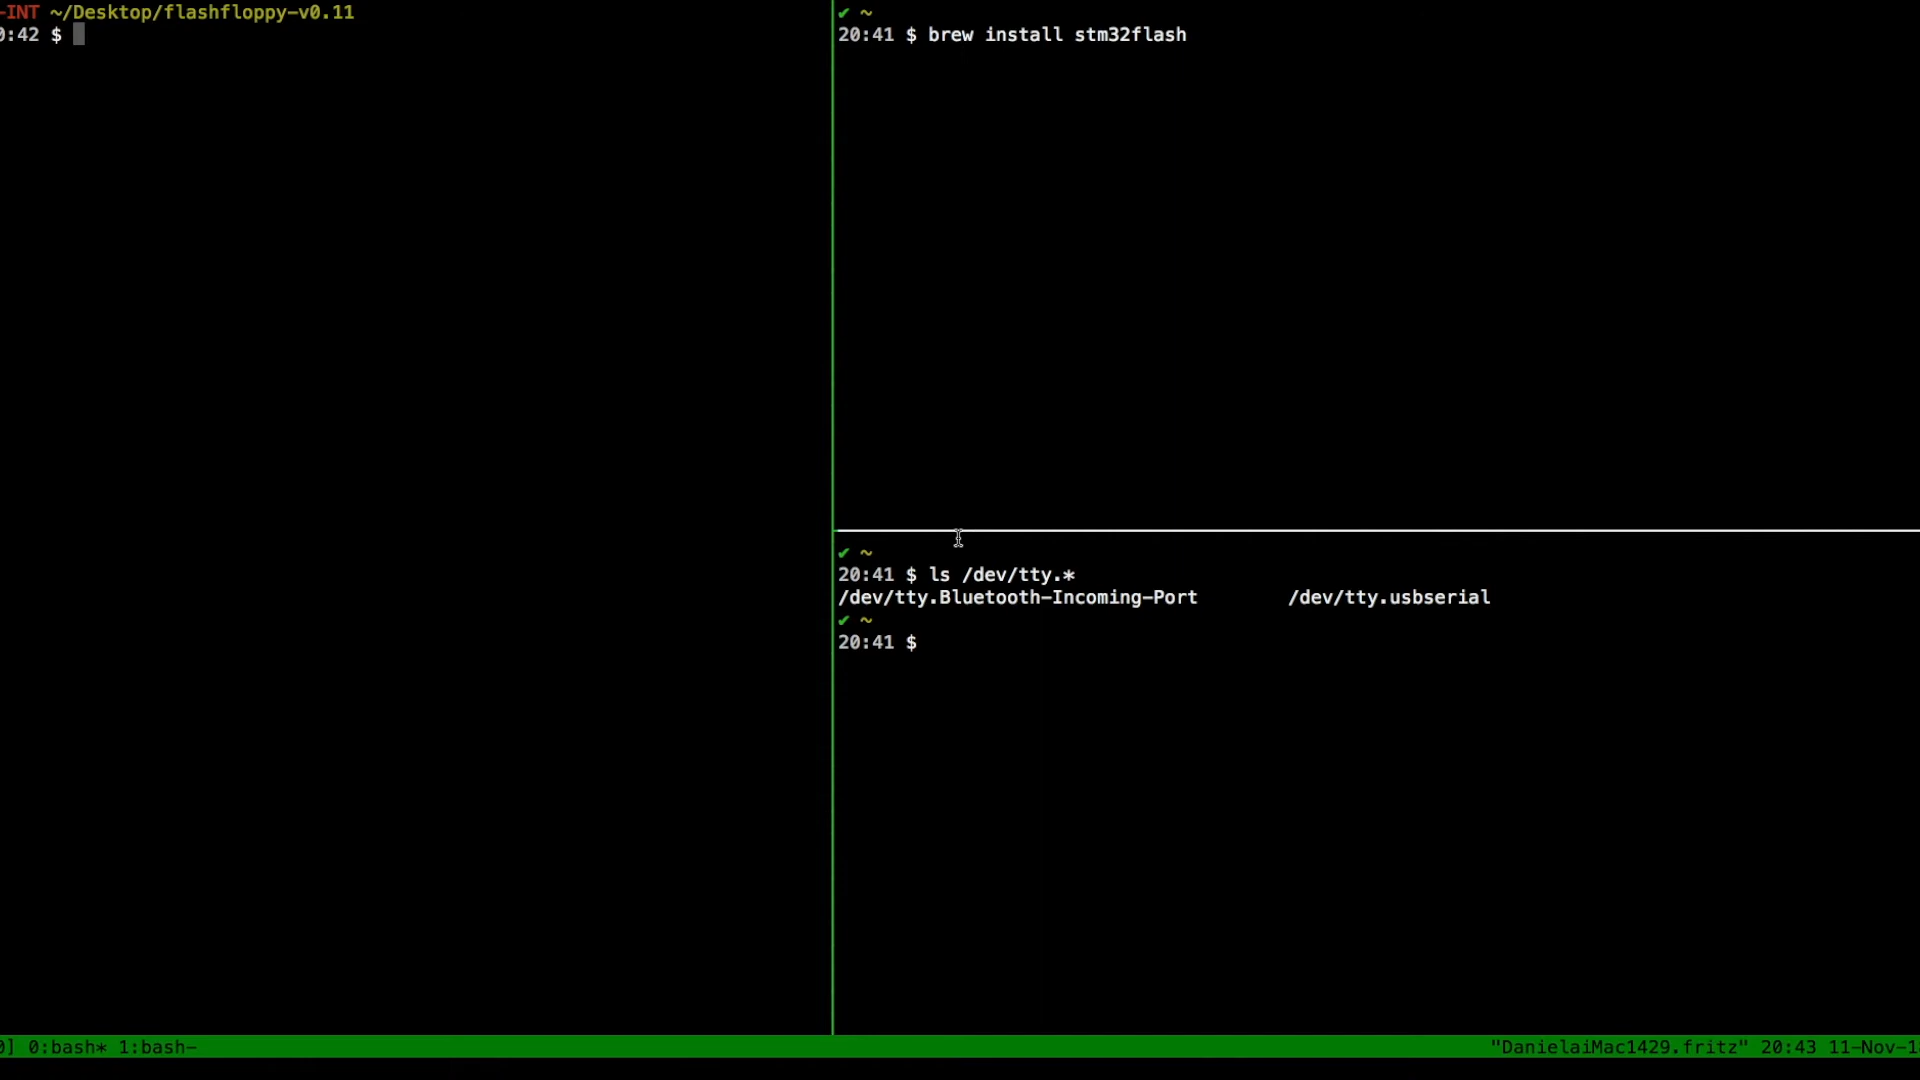 -INT ~/Desktop/flashfloppy-v0.11
0:42 $
✔ ~
20:41 $ brew install stm32flash
✔ ~
20:41 $ ls /dev/tty.*
/dev/tty.Bluetooth-Incoming-Port /dev/tty.usbserial
✔ ~
20:41 $
0] 0:bash* 1:bash- "DanielaiMac1429.fritz" 20:43 11-Nov-1